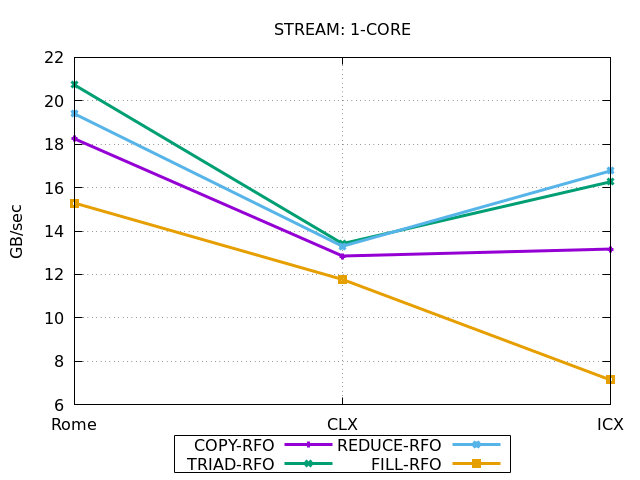 STREAM: 1-CORE
22
20
18
16
14
12
10
8
6
GB/sec
Rome CLX ICX
COPY-RFO REDUCE-RFO
TRIAD-RFO FILL-RFO